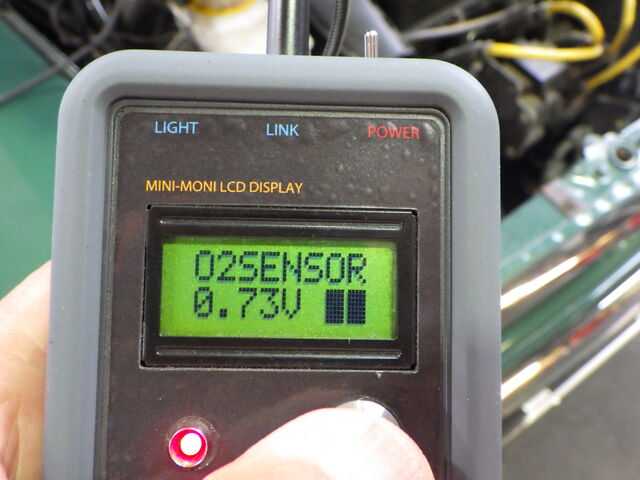 LIGHT LINK POWER
MINI-MONI LCD DISPLAY
O2SENSOR
0.73V